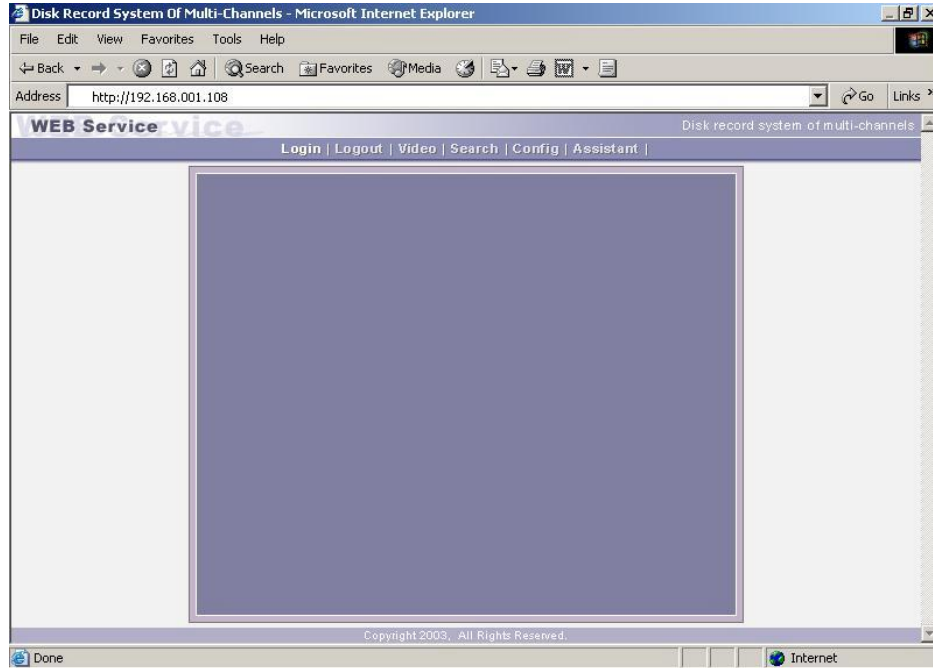 Disk Record System Of Multi-Channels - Microsoft Internet Explorer
File Edit View Favorites Tools Help
Back Search Favorites Media W
Address http://192.168.001.108 Go Links »
WEB Service Disk record system of multi-channels
Login | Logout | Video | Search | Config | Assistant |
Copyright 2003, All Rights Reserved.
Done Internet